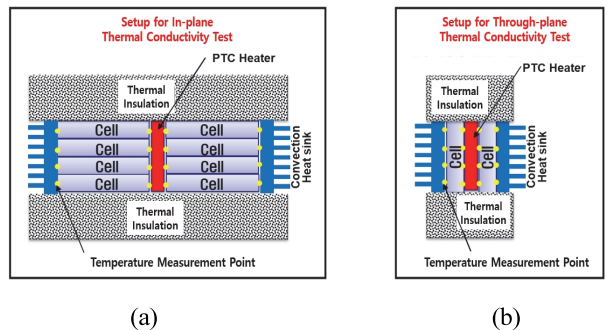 Setup for In-plane
Thermal Conductivity Test
PTC Heater
Thermal
Insulation
Cell
Cell
Cell
Cell
Cell
Cell
Cell
Cell
Convection
Heat sink
Thermal
Insulation
Temperature Measurement Point
(a)
Setup for Through-plane
Thermal Conductivity Test
PTC Heater
Thermal
Insulation
Cell
Cell
Convection
Heat sink
Thermal
Insulation
Temperature Measurement Point
(b)